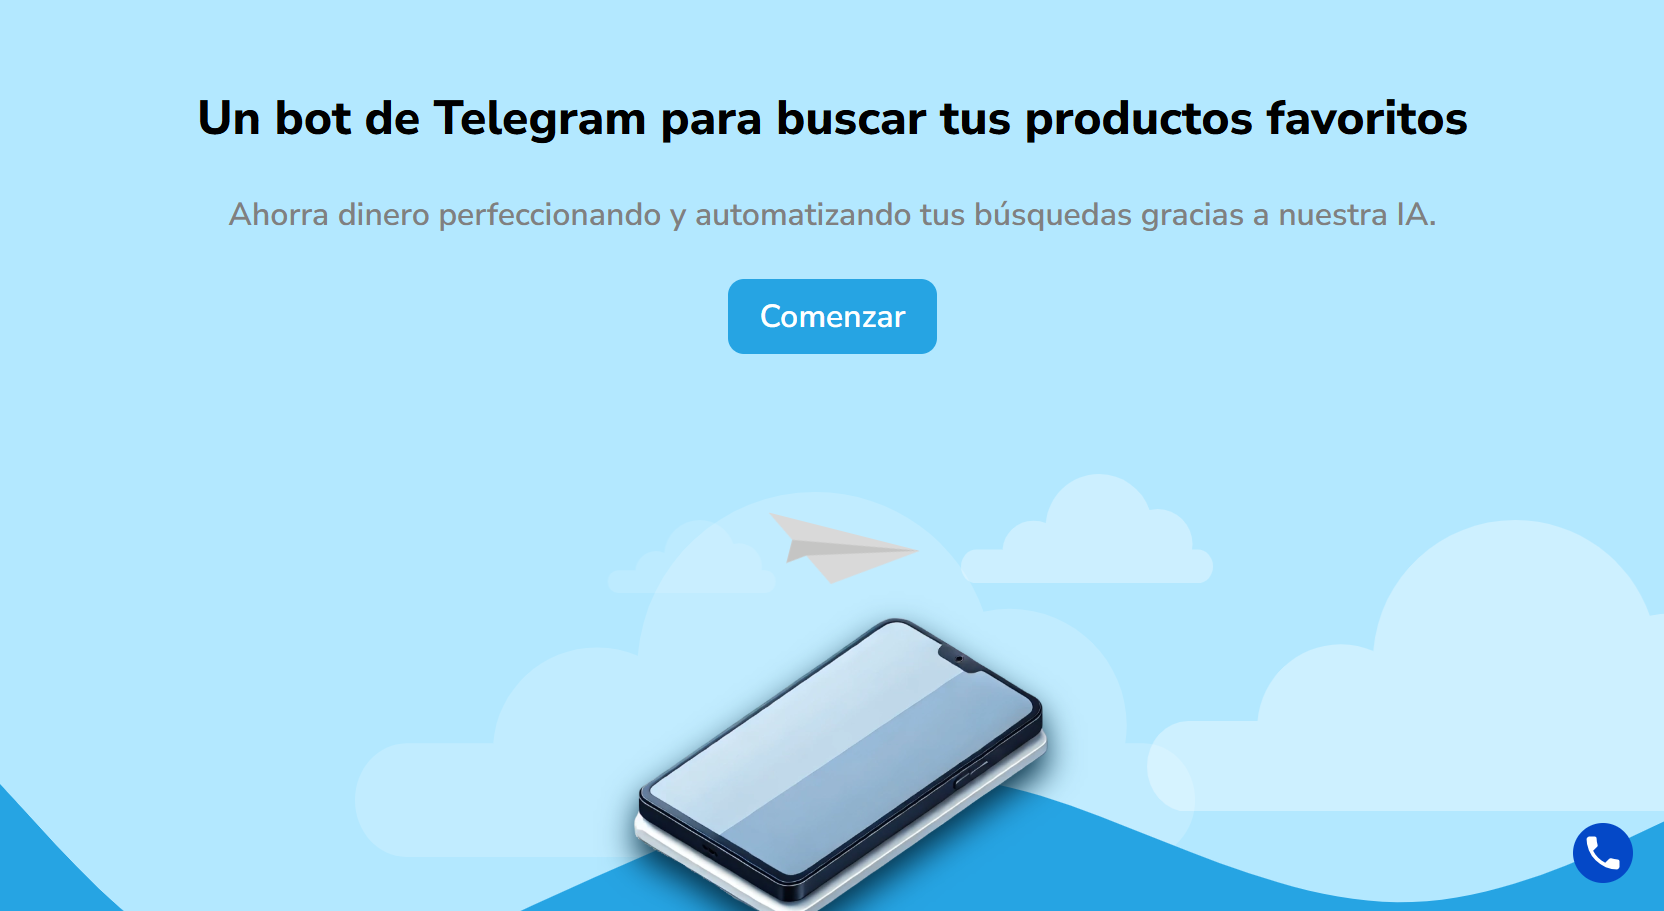 Un bot de Telegram para buscar tus productos favoritos
Ahorra dinero perfeccionando y automatizando tus búsquedas gracias a nuestra IA.
Comenzar